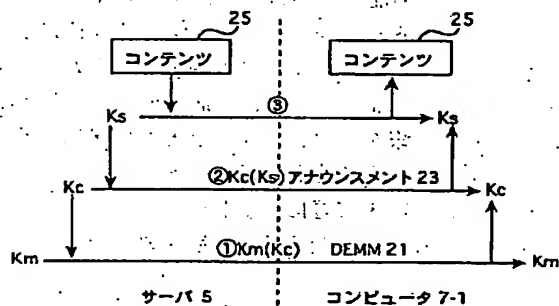 25 25
コンテンツ コンテンツ
③
Ks Ks
②Kc(Ks)アナウンスメント23
Kc Kc
①Km(Kc) DEMM 21
Km Km
サーバ 5 コンピュータ 7-1